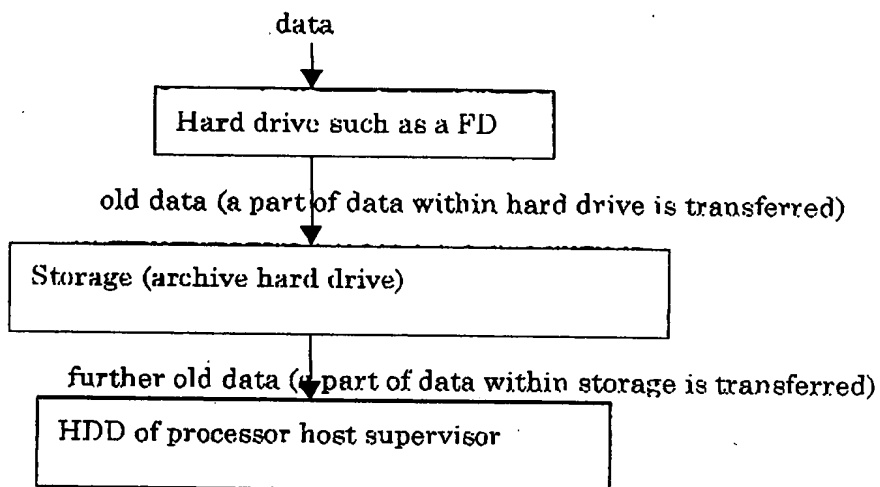 data
Hard drive such as a FD
old data (a part of data within hard drive is transferred)
Storage (archive hard drive)
further old data (a part of data within storage is transferred)
HDD of processor host supervisor